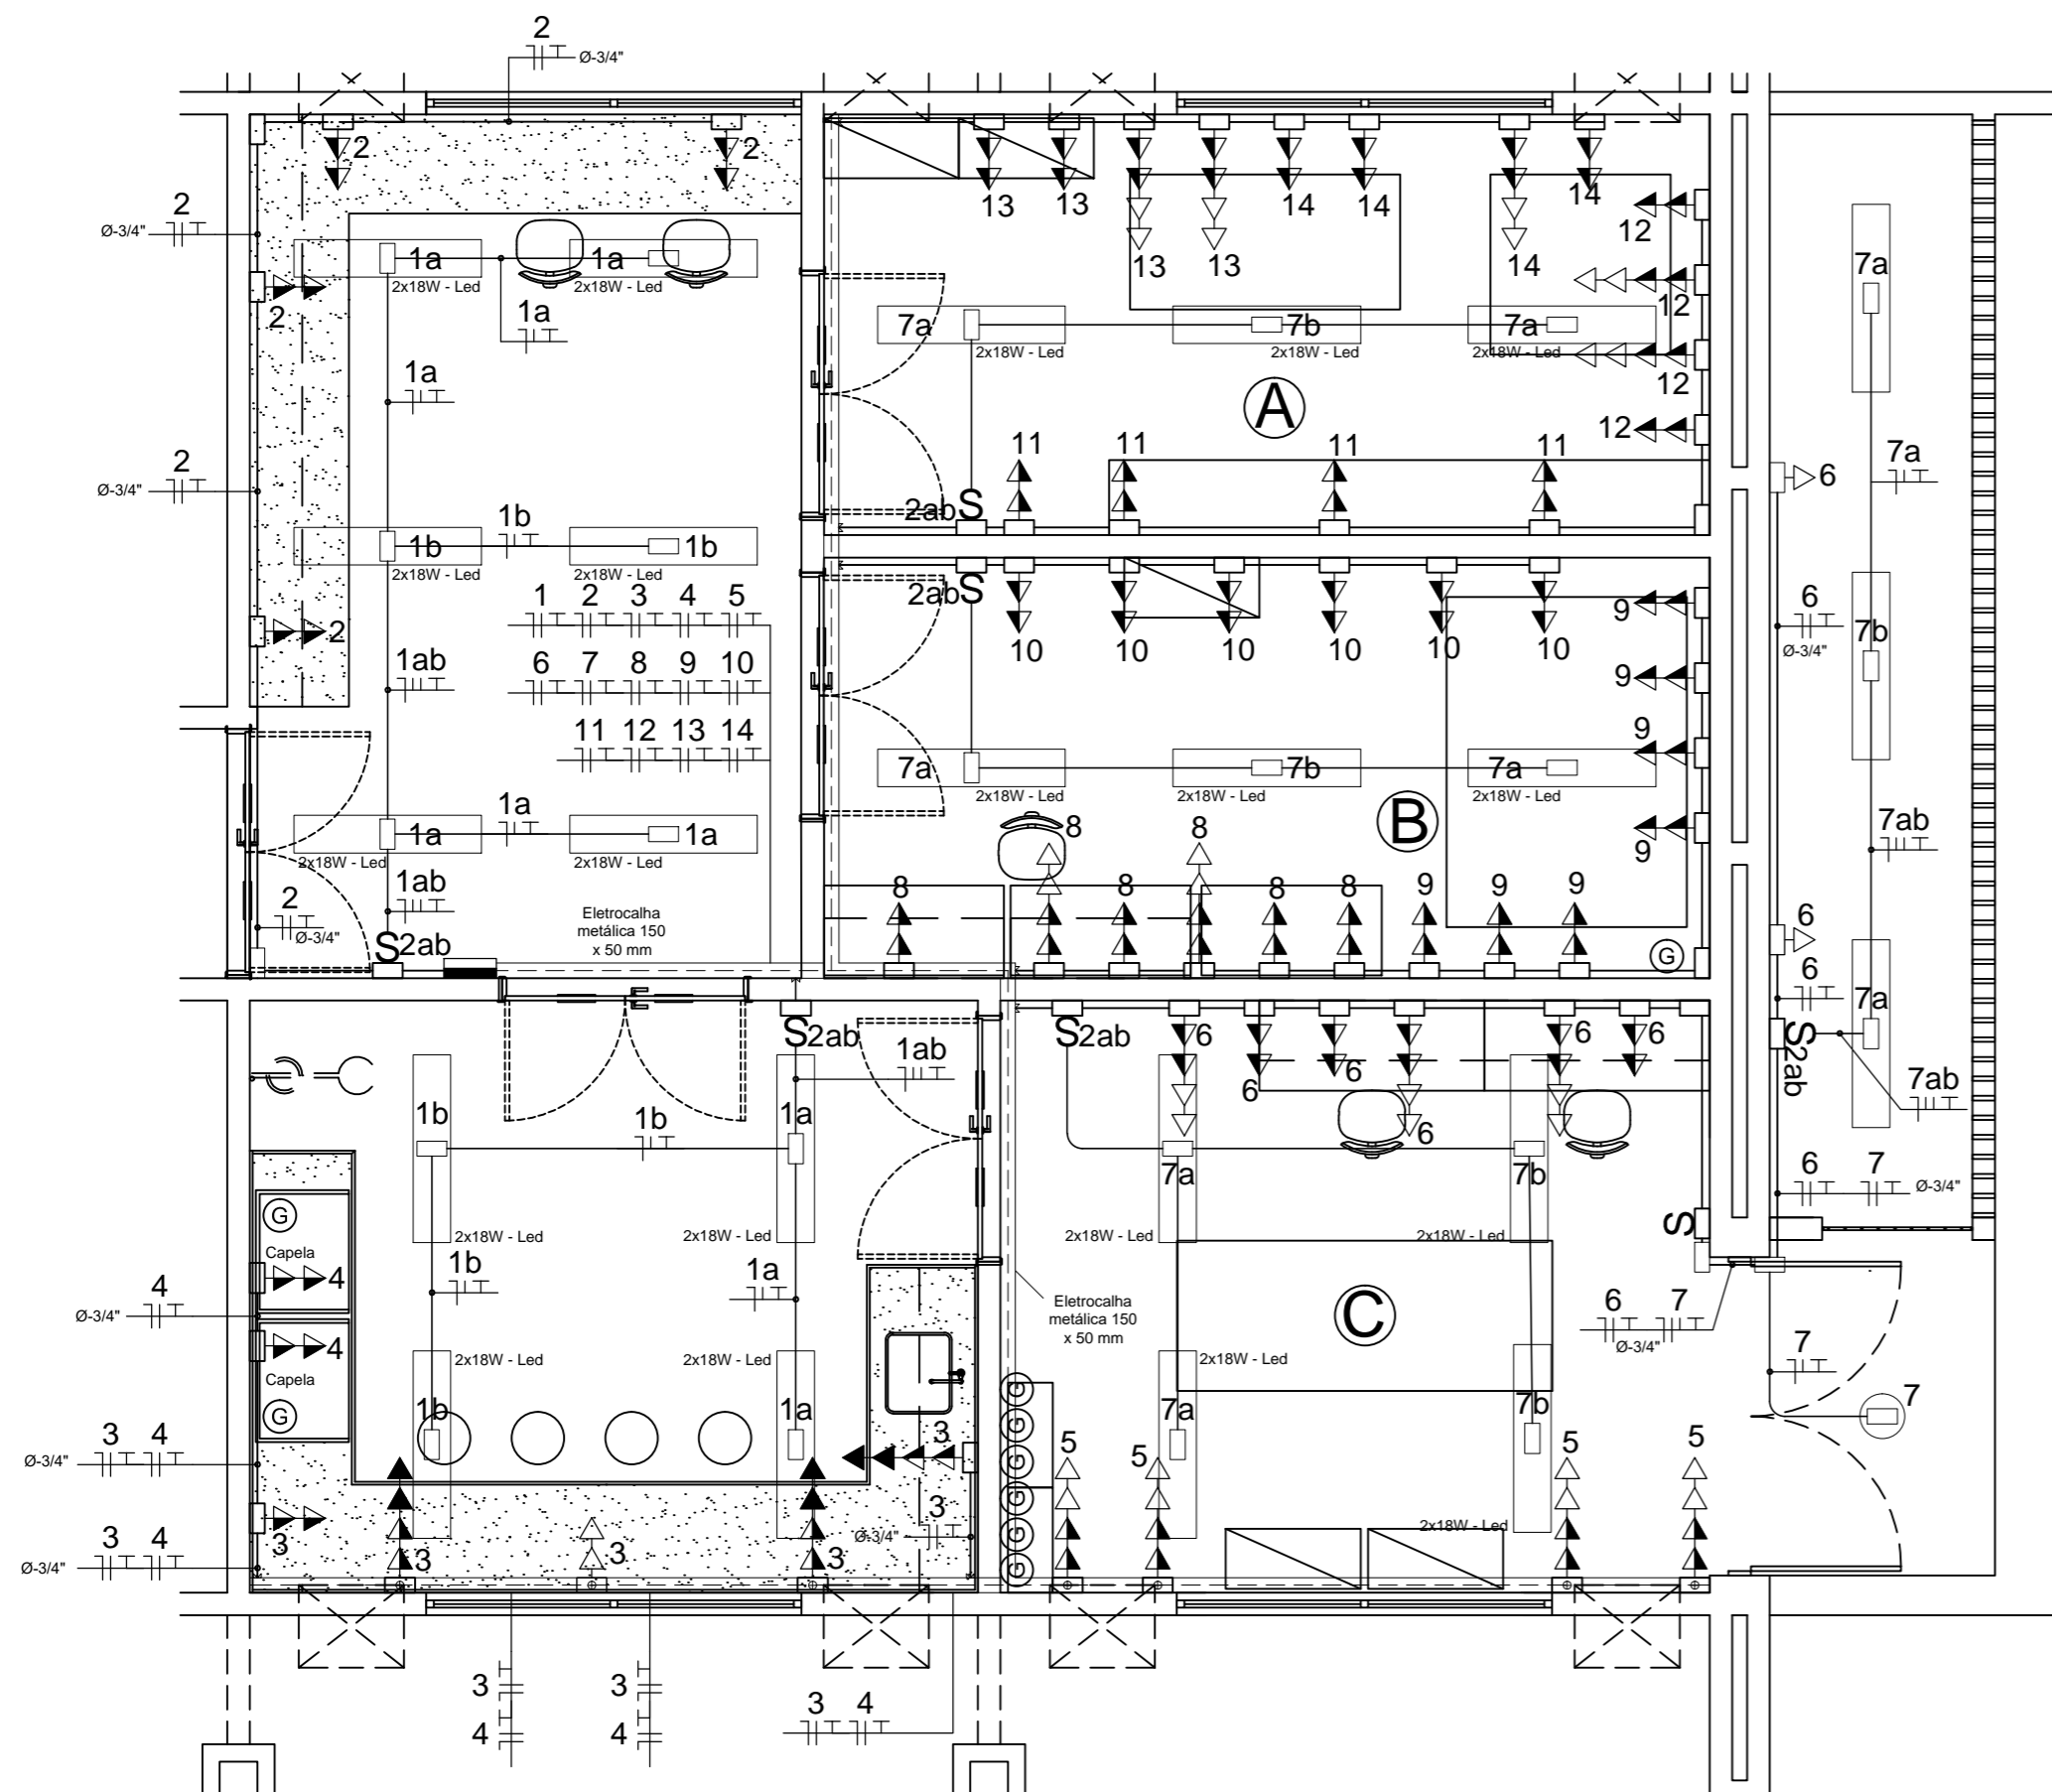 2
Ø-3/4"
2
2
13
13
14
14
14
2
Ø-3/4"
12
13
13
14
2
1a
1a
2x18W - Led
2x18W - Led
1a
12
7a
7a
7b
7a
2x18W - Led
2x18W - Led
2x18W - Led
1a
12
A
12
11
11
11
11
2
Ø-3/4"
7a
6
2ab
S
1b
1b
1b
2x18W - Led
2x18W - Led
2ab
S
1
2
3
4
5
9
6
Ø-3/4"
7b
2
10
10
10
10
10
10
1ab
6
7
8
9
10
9
11
12
13
14
9
7a
7b
7a
2x18W - Led
2x18W - Led
2x18W - Led
1a
1a
1a
2x18W - Led
2x18W - Led
8
8
B
9
7ab
1ab
8
8
8
8
9
9
9
2
Ø-3/4"
Eletrocalha
metálica 150
x 50 mm
S
2ab
G
6
6
7a
S
2ab
S
2ab
6
6
S
2ab
1ab
6
6
7ab
1b
1b
1a
6
7a
7b
6
7
Ø-3/4"
G
2x18W - Led
2x18W - Led
2x18W - Led
2x18W - Led
S
Capela
4
1b
1a
4
Ø-3/4"
Eletrocalha
metálica 150
x 50 mm
C
6
7
Ø-3/4"
4
2x18W - Led
2x18W - Led
2x18W - Led
7
Capela
G
1b
1a
G
7a
7b
7
3
4
Ø-3/4"
3
G
G
5
5
5
5
3
G
Ø-3/4"
2x18W - Led
3
4
Ø-3/4"
3
3
3
3
G
G
3
4
3
4
3
4